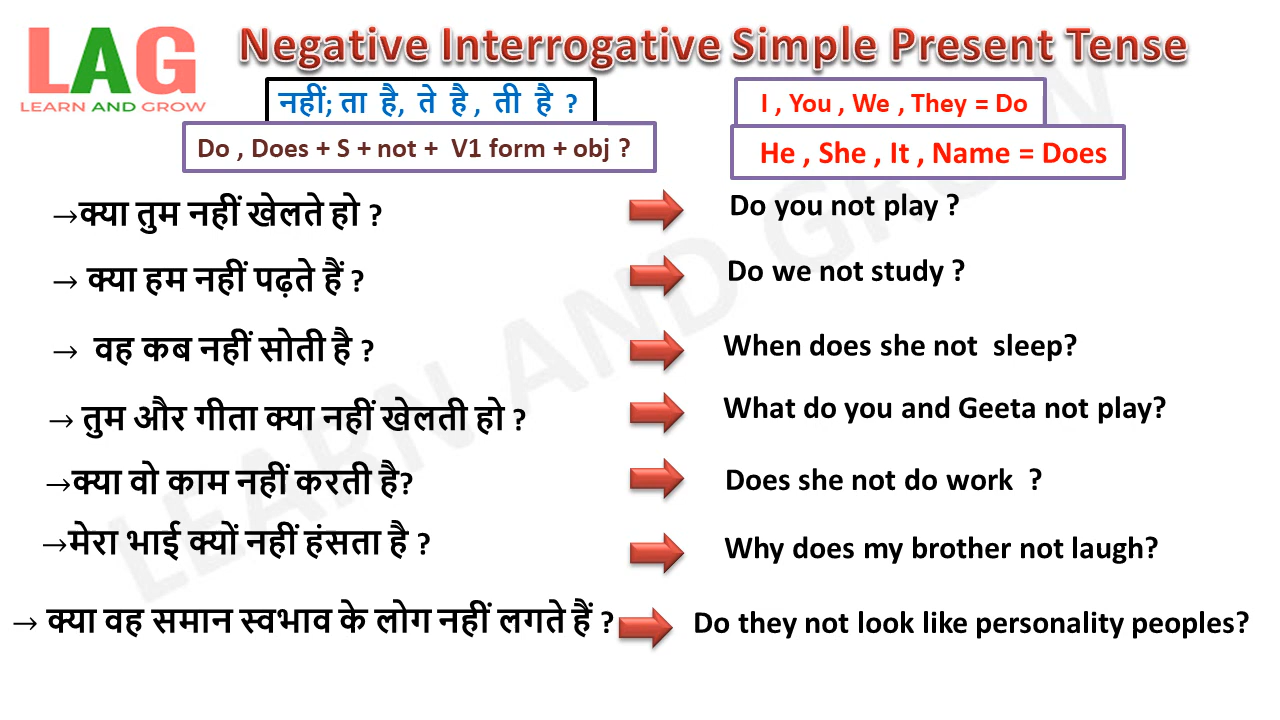 LAG
LEARN AND GROW
Negative Interrogative Simple Present Tense
नहीं; ता है, ते है , ती है ?
I , You , We , They = Do
Do , Does + S + not + V1 form + obj ?
He , She , It , Name = Does
→क्या तुम नहीं खेलते हो ?
Do you not play ?
→ क्या हम नहीं पढ़ते हैं ?
Do we not study ?
→ वह कब नहीं सोती है ?
When does she not sleep?
→ तुम और गीता क्या नहीं खेलती हो ?
What do you and Geeta not play?
→क्या वो काम नहीं करती है?
Does she not do work ?
→मेरा भाई क्यों नहीं हंसता है ?
Why does my brother not laugh?
→ क्या वह समान स्वभाव के लोग नहीं लगते हैं ?
Do they not look like personality peoples?
LEARN AND GROW